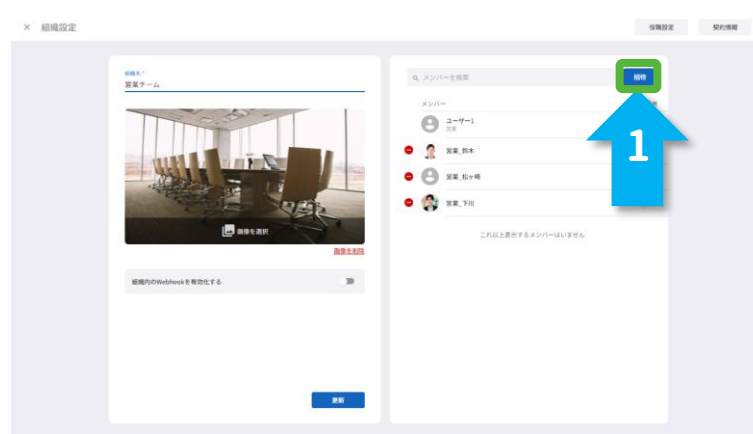 × 組織設定
役職設定
契約情報
組織名*
営業チーム
画像を選択
画像を削除
組織内のWebhookを有効化する
更新
メンバーを検索
招待
メンバー
ユーザー1
営業
営業_鈴木
営業_松ヶ崎
営業_下川
これ以上表示するメンバーはいません
1